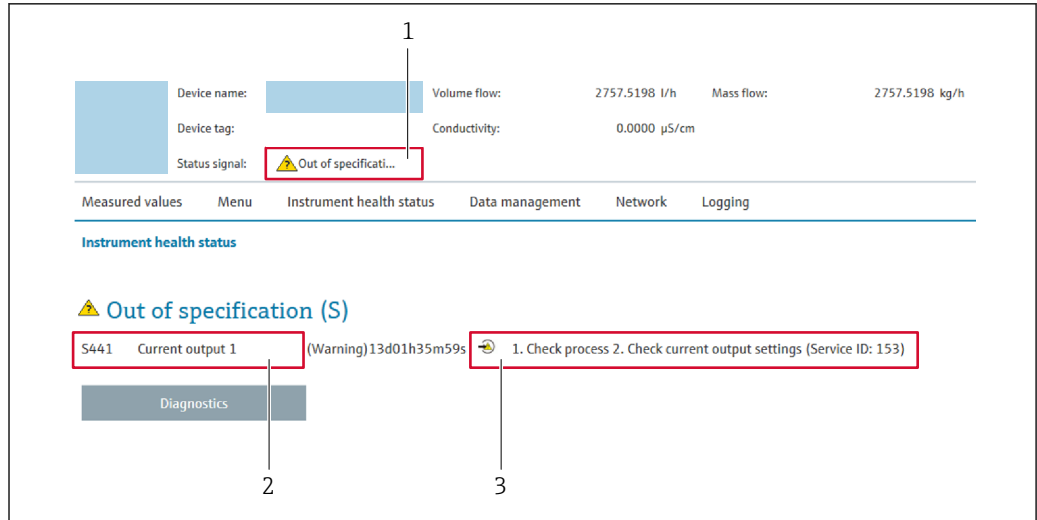 1
Device name: Volume flow: 2757.5198 l/h Mass flow: 2757.5198 kg/h
Device tag: Conductivity: 0.0000 µS/cm
Status signal: Out of specificati...
Measured values Menu Instrument health status Data management Network Logging
Instrument health status
Out of specification (S)
S441 Current output 1 (Warning)13d01h35m59s 1. Check process 2. Check current output settings (Service ID: 153)
Diagnostics
2 3